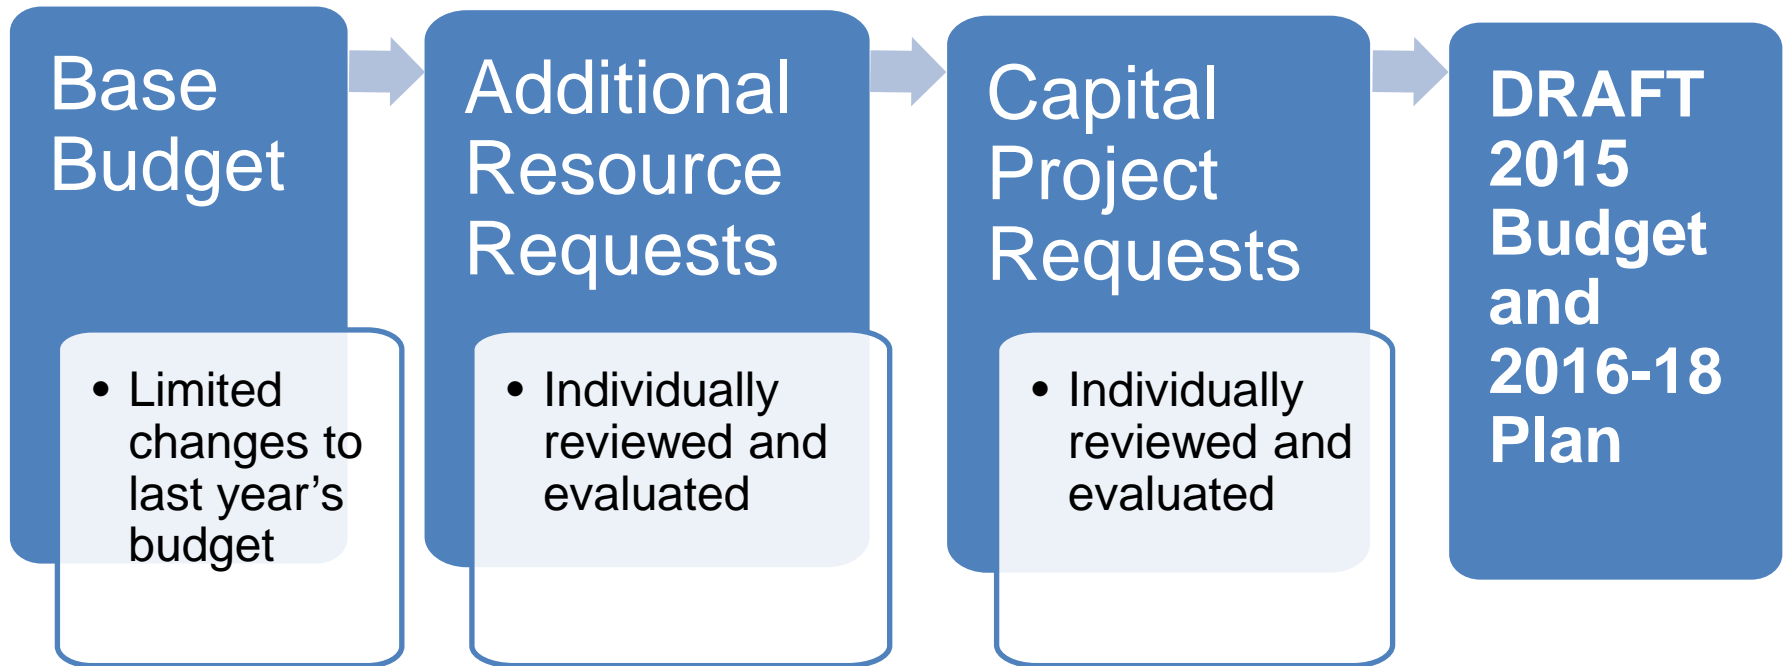 Base
Budget
• Limited
changes to
last year’s
budget
Additional
Resource
Requests
• Individually
reviewed and
evaluated
Capital
Project
Requests
• Individually
reviewed and
evaluated
DRAFT
2015
Budget
and
2016-18
Plan